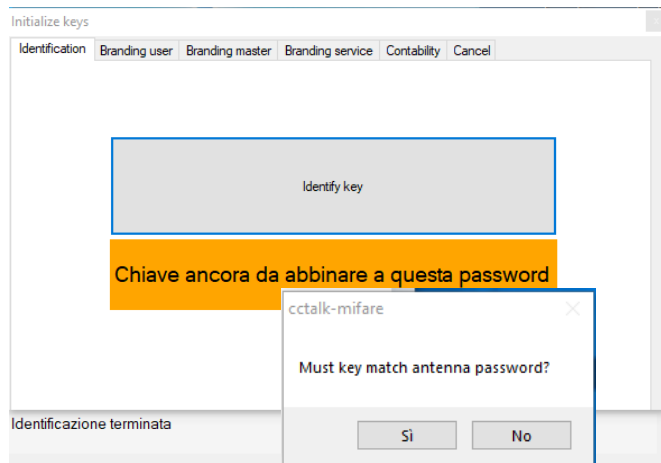 Initialize keys
Identification Branding user Branding master Branding service Contability Cancel
Identify key
Chiave ancora da abbinare a questa password
cctalk-mifare
Must key match antenna password?
Sì No
Identificazione terminata